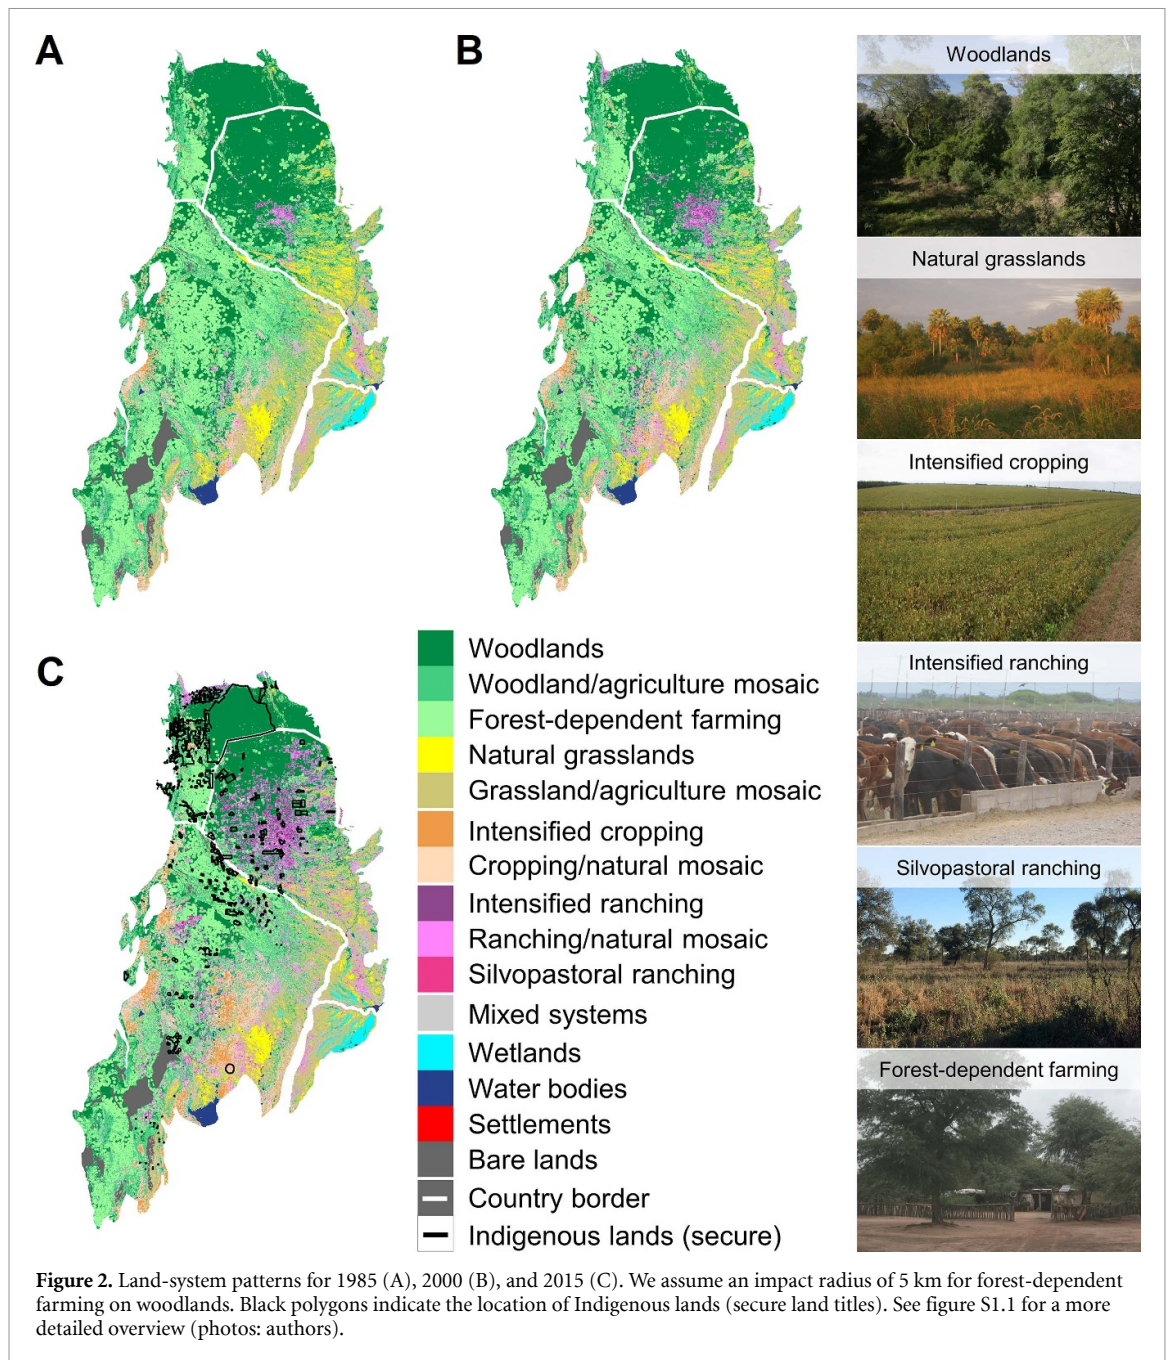 A
B
Woodlands
Natural grasslands
Intensified cropping
Intensified ranching
Silvopastoral ranching
Forest-dependent farming
C
Woodlands
Woodland/agriculture mosaic
Forest-dependent farming
Natural grasslands
Grassland/agriculture mosaic
Intensified cropping
Cropping/natural mosaic
Intensified ranching
Ranching/natural mosaic
Silvopastoral ranching
Mixed systems
Wetlands
Water bodies
Settlements
Bare lands
Country border
Indigenous lands (secure)
Figure 2. Land-system patterns for 1985 (A), 2000 (B), and 2015 (C). We assume an impact radius of 5 km for forest-dependent
farming on woodlands. Black polygons indicate the location of Indigenous lands (secure land titles). See figure S1.1 for a more
detailed overview (photos: authors).